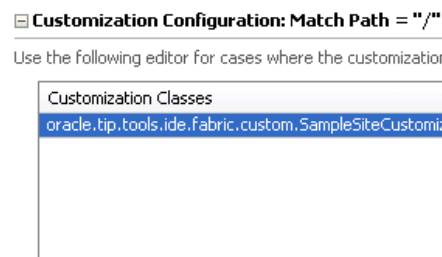 Customization Configuration: Match Path = "/"
Use the following editor for cases where the customization
Customization Classes
oracle.tip.tools.ide.fabric.custom.SampleSiteCustomiz